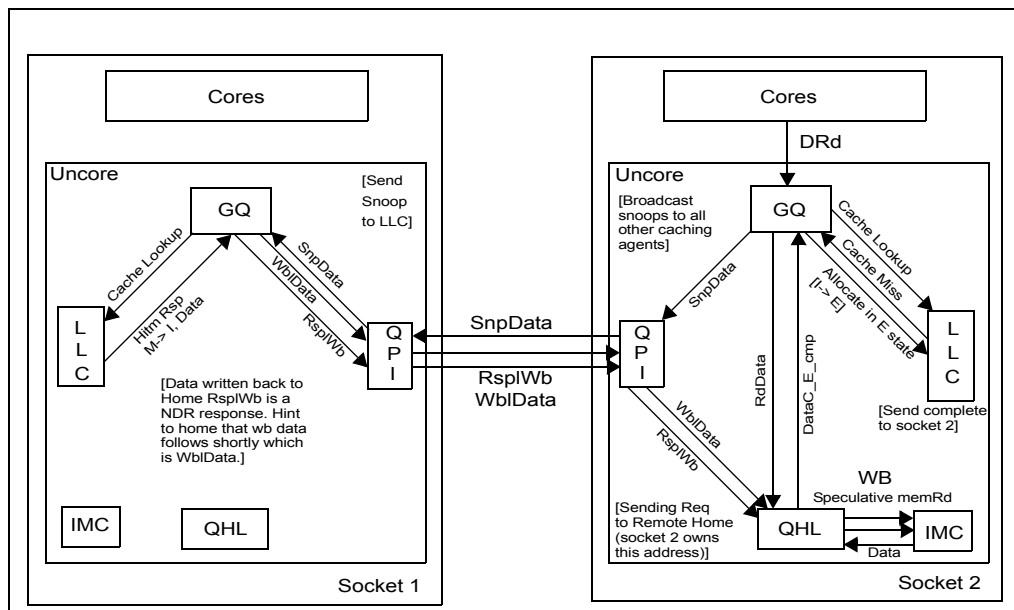 Cores
Uncore
[Send
Snoop
to LLC]
GQ
Cache Lookup
Hitm Rsp
M-> I, Data
SnpData
WblData
RspIWb
L
L
C
Q
P
I
[Data written back to
Home RspIWb is a
NDR response. Hint
to home that wb data
follows shortly which
is WbIData.]
IMC
QHL
Socket 1
SnpData
RspIWb
WbIData
Cores
DRd
Uncore
[Broadcast
snoops to all
other caching
agents]
GQ
Cache Lookup
Cache Miss
Allocate in E state
[I-> E]
SnpData
Q
P
I
L
L
C
RdData
DataC_E_cmp
WbIData
RspIWb
[Send complete
to socket 2]
WB
Speculative memRd
[Sending Req
to Remote Home
(socket 2 owns
this address)]
QHL
IMC
Data
Socket 2